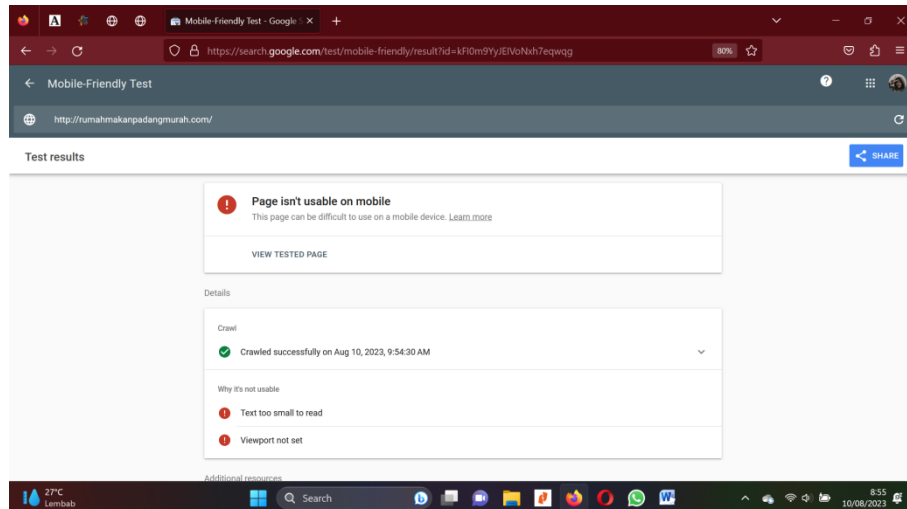 Mobile-Friendly Test - Google S
https://search.google.com/test/mobile-friendly/result?id=kFI0m9YyJEIVoNxh7eqwqg
80%
Mobile-Friendly Test
http://rumahmakanpadangmurah.com/
Test results
SHARE
Page isn't usable on mobile
This page can be difficult to use on a mobile device. Learn more
VIEW TESTED PAGE
Details
Crawl
Crawled successfully on Aug 10, 2023, 9:54:30 AM
Why it's not usable
Text too small to read
Viewport not set
Additional resources
27°C
Lembab
Search
8:55
10/08/2023